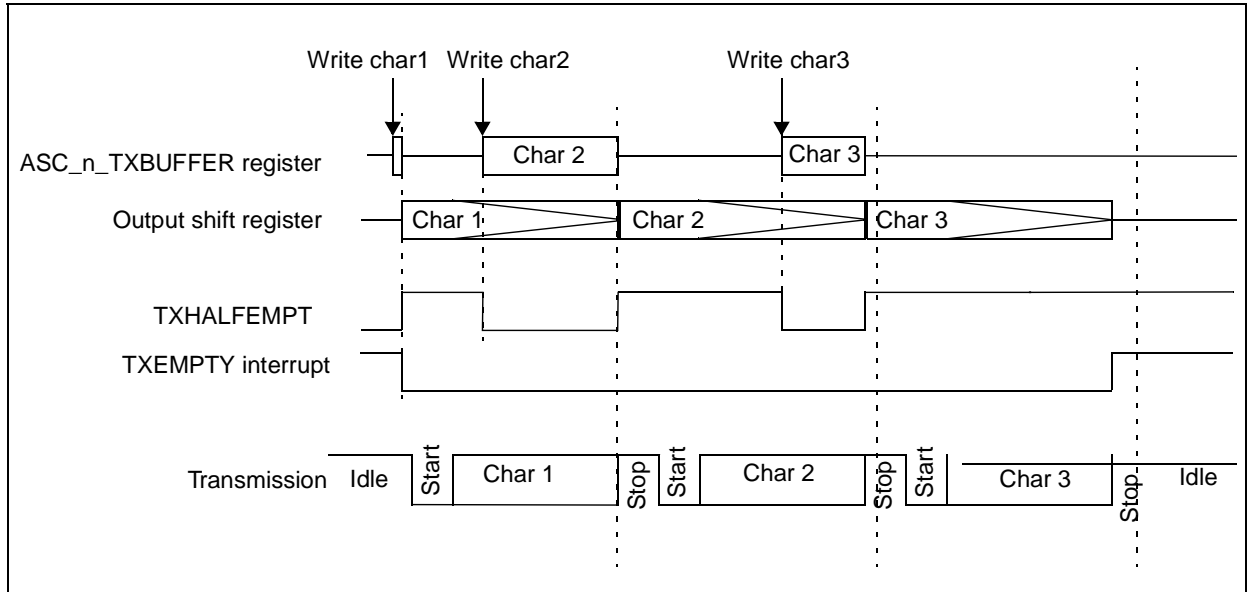 Write char1 Write char2 Write char3
ASC_n_TXBUFFER register Char 2 Char 3
Output shift register Char 1 Char 2 Char 3
TXHALFEMPT
TXEMPTY interrupt
Transmission Idle Start Char 1 Stop Start Char 2 Stop Start Char 3 Stop Idle